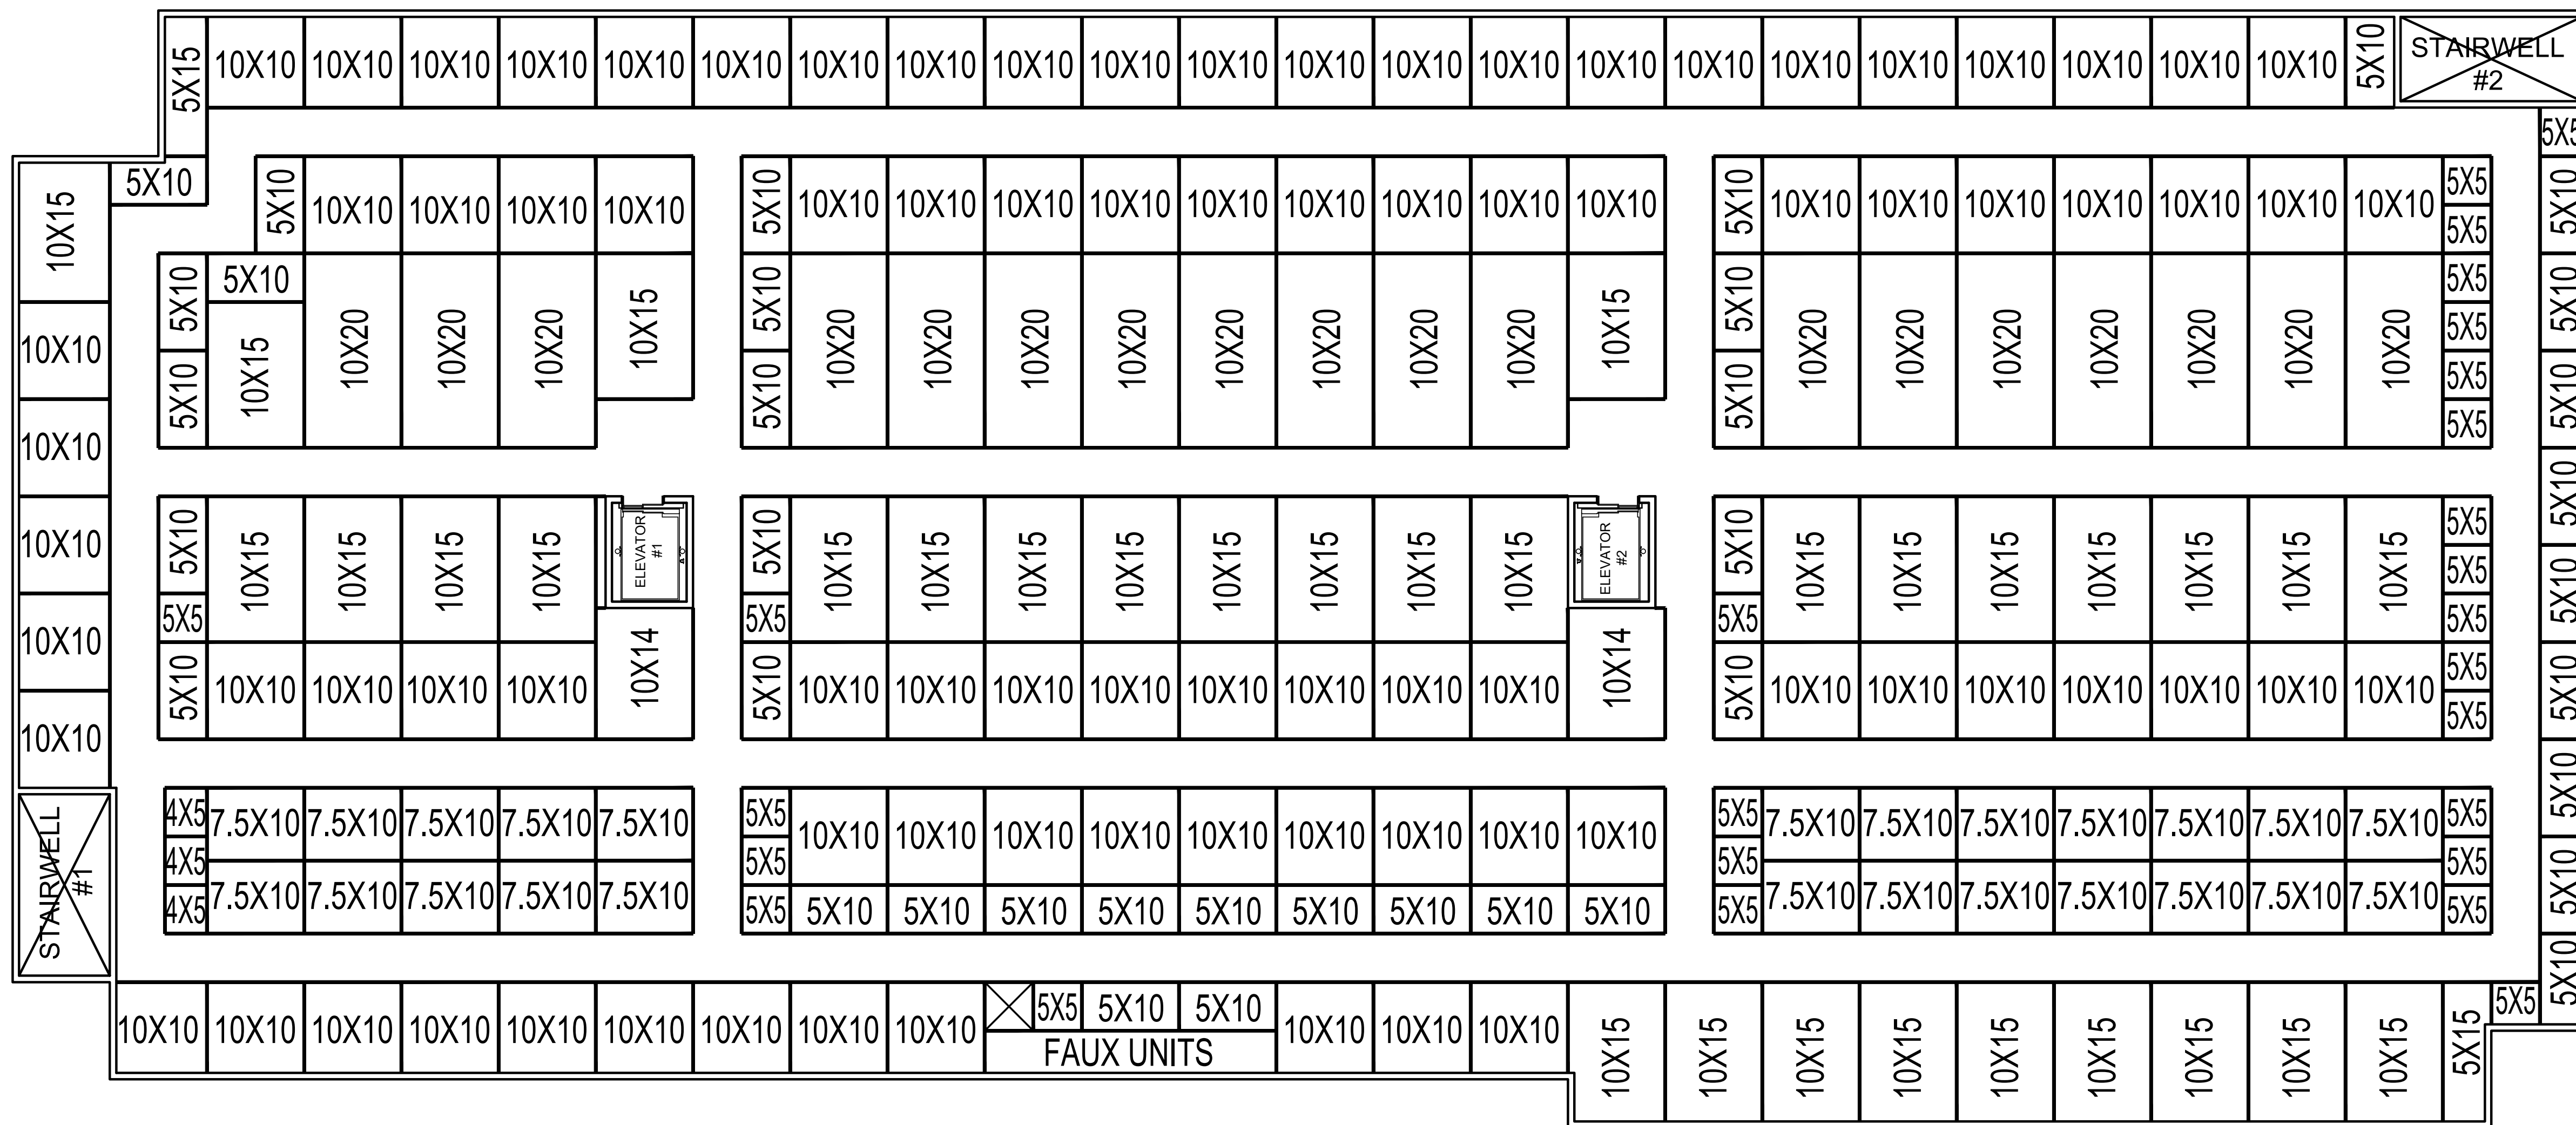 5X15 10X10 10X10 10X10 10X10 10X10 10X10 10X10 10X10 10X10 10X10 10X10 10X10 10X10 10X10 10X10 10X10 10X10 10X10 10X10 10X10 10X10 10X10 5X10 STAIRWELL
#2
5X5
10X15 5X10 5X10 10X10 10X10 10X10 10X10 5X10 10X10 10X10 10X10 10X10 10X10 10X10 10X10 10X10 10X10 5X10 10X10 10X10 10X10 10X10 10X10 10X10 10X10 5X5 5X10
5X5
5X10 5X10 5X10 5X10 5X5 5X10
10X10 10X15 10X20 10X20 10X20 10X15 10X20 10X20 10X20 10X20 10X20 10X20 10X20 10X20 10X15 10X20 10X20 10X20 10X20 10X20 10X20 10X20 5X5
5X10 5X10 5X10 5X5 5X10
10X10 5X5
5X10
10X10 5X10 10X15 10X15 10X15 10X15 ELEVATOR
#1
5X10 10X15 10X15 10X15 10X15 10X15 10X15 10X15 10X15 ELEVATOR
#2
5X10 10X15 10X15 10X15 10X15 10X15 10X15 10X15 5X5
5X5 5X10
10X10 5X5 5X5 5X5 5X5
5X10 10X10 10X10 10X10 10X10 10X14 5X10 10X10 10X10 10X10 10X10 10X10 10X10 10X10 10X10 10X14 5X10 10X10 10X10 10X10 10X10 10X10 10X10 10X10 5X5 5X10
10X10 5X5
4X5 7.5X10 7.5X10 7.5X10 7.5X10 7.5X10 5X5 10X10 10X10 10X10 10X10 10X10 10X10 10X10 10X10 10X10 5X5 7.5X10 7.5X10 7.5X10 7.5X10 7.5X10 7.5X10 7.5X10 5X5 5X10
STAIRWELL
#1
4X5 5X5 5X5 5X5
4X5 7.5X10 7.5X10 7.5X10 7.5X10 7.5X10 5X5 5X10 5X10 5X10 5X10 5X10 5X10 5X10 5X10 5X10 5X5 7.5X10 7.5X10 7.5X10 7.5X10 7.5X10 7.5X10 7.5X10 5X5 5X10
5X10
10X10 10X10 10X10 10X10 10X10 10X10 10X10 10X10 10X10 5X5 5X10 5X10 10X10 10X10 10X10 10X15 10X15 10X15 10X15 10X15 10X15 10X15 10X15 10X15 5X15 5X5
FAUX UNITS